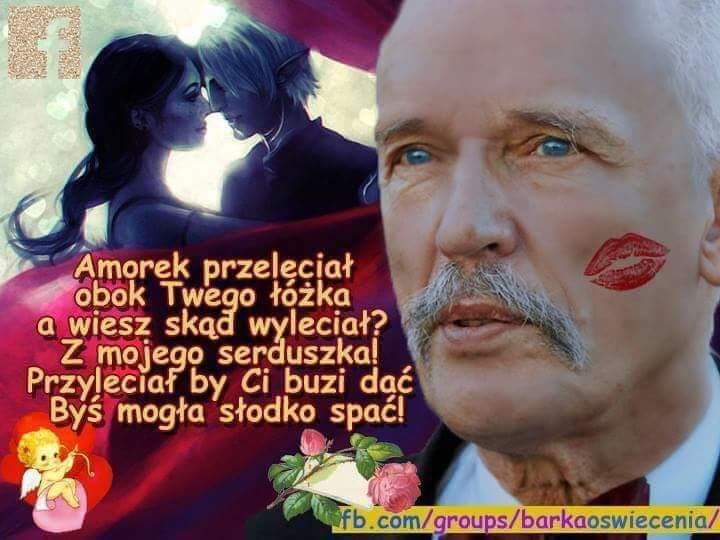 Amorek przeleciał
obok Twego łóżka
a wiesz skąd wyleciał?
Z mojego serduszka!
Przyleciał by Ci buzi dać
Byś mogła słodko spać!
fb.com/groups/barkaoswiecenia/